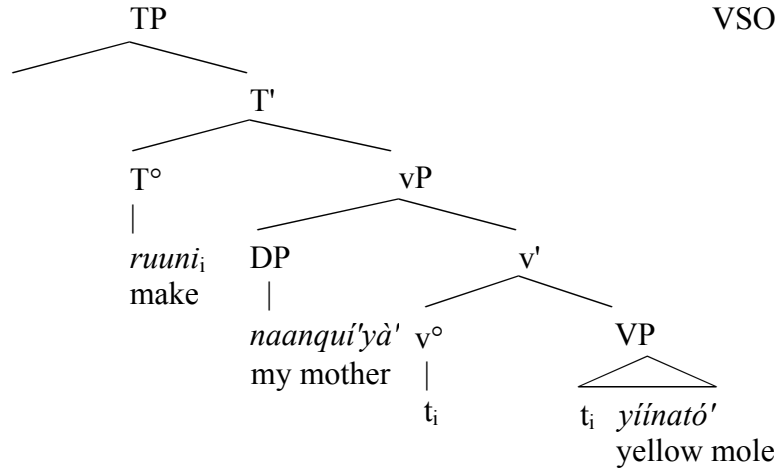 TP VSO
T'
T° vP
ruuniᵢ DP v'
make
naanquí'yà' v° VP
my mother
tᵢ tᵢ yíínató'
yellow mole